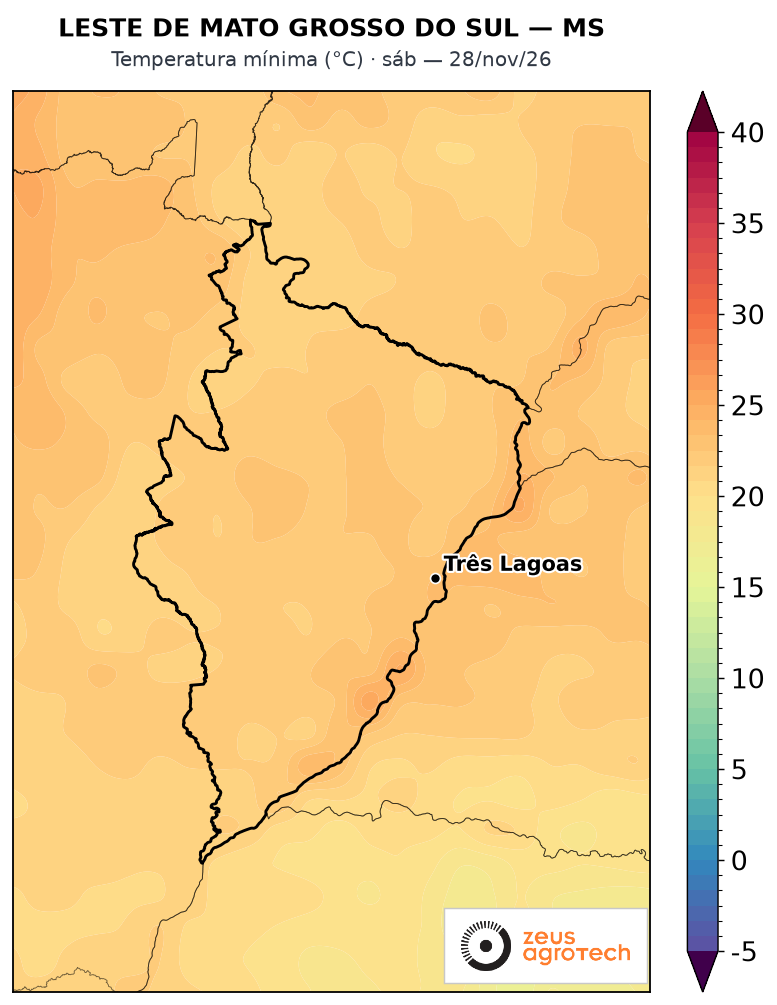 LESTE DE MATO GROSSO DO SUL — MS
Temperatura mínima (°C) · sáb — 28/nov/26
40
35
30
25
20
15
10
5
0
-5
Três Lagoas
zeus
agrotech